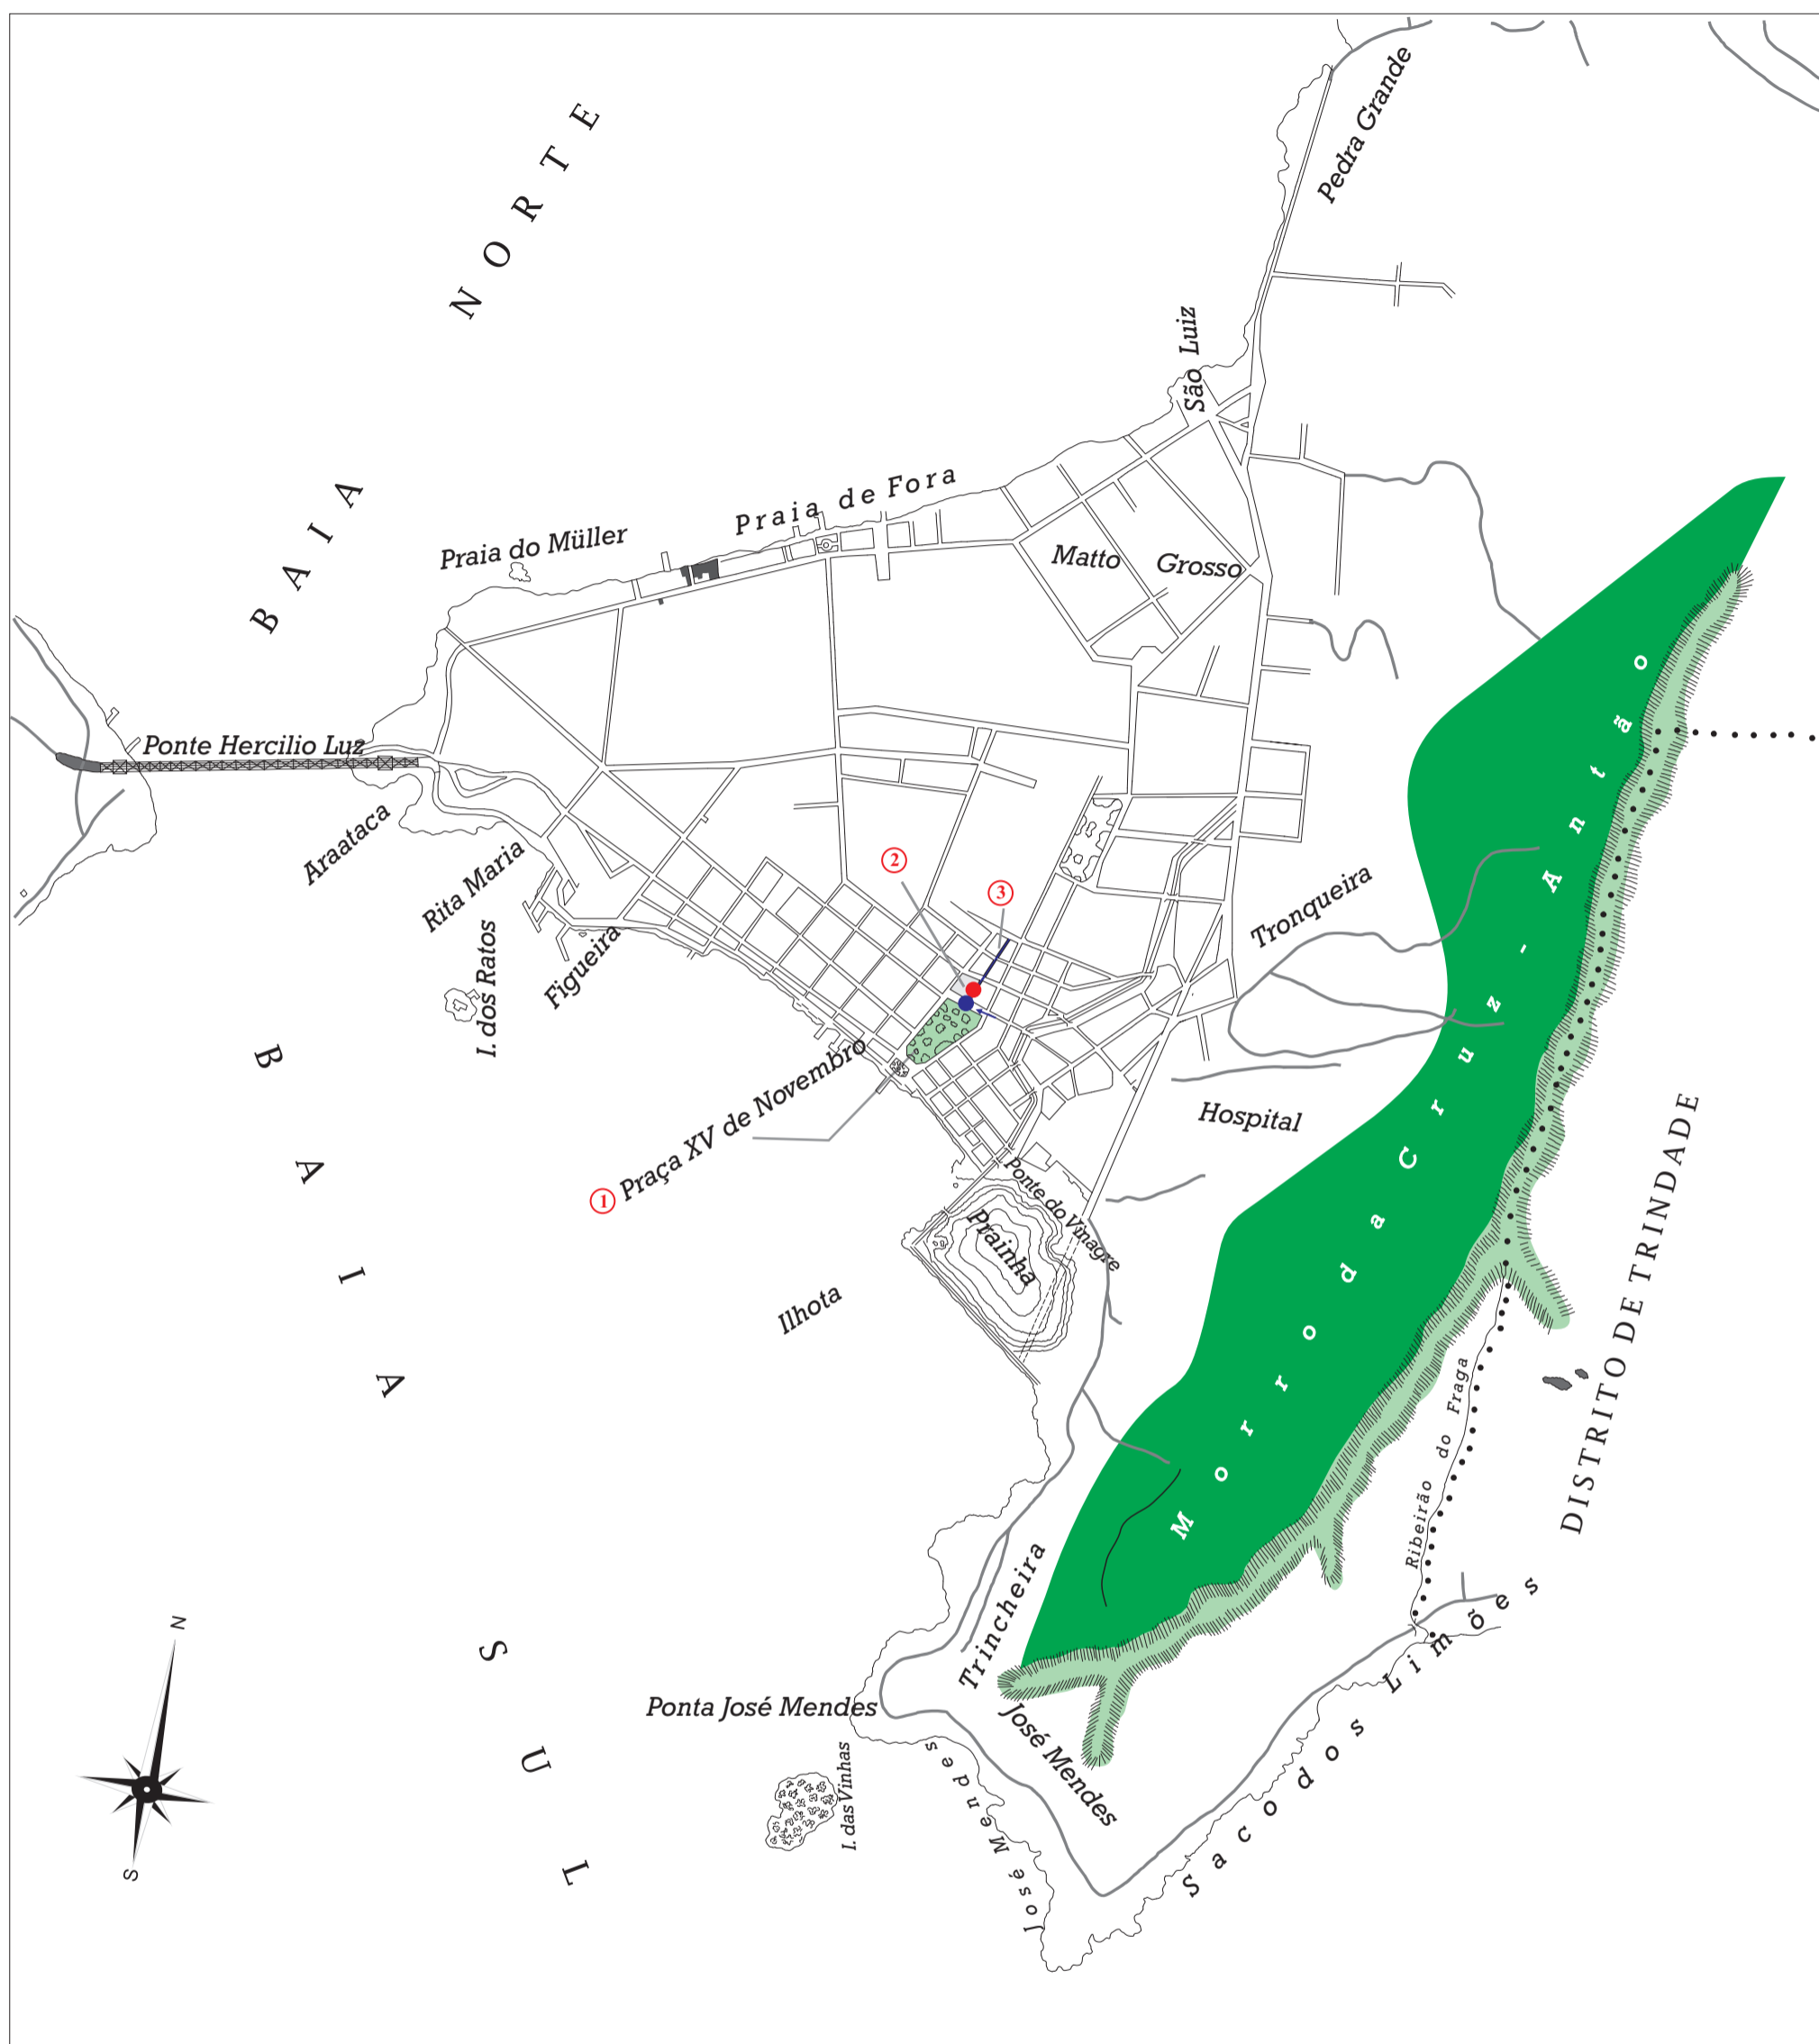 BAIA NORTE
Pedra Grande
São Luiz
Praia de Fora
Praia do Müller
Matto Grosso
Morro da Cruz - Antão
Ponte Hercilio Luz
Araataca
Rita Maria
2
3
Tronqueira
I. dos Ratos
Figueira
BAIA SUL
1 Praça XV de Novembro
Hospital
Ponte do Vinagre
Prainha
Ilhota
DISTRITO DE TRINDADE
Ribeirão do Fraga
Trincheira
Saco dos Limões
Ponta José Mendes
José Mendes
José Mendes
I. das Vinhas
N
S